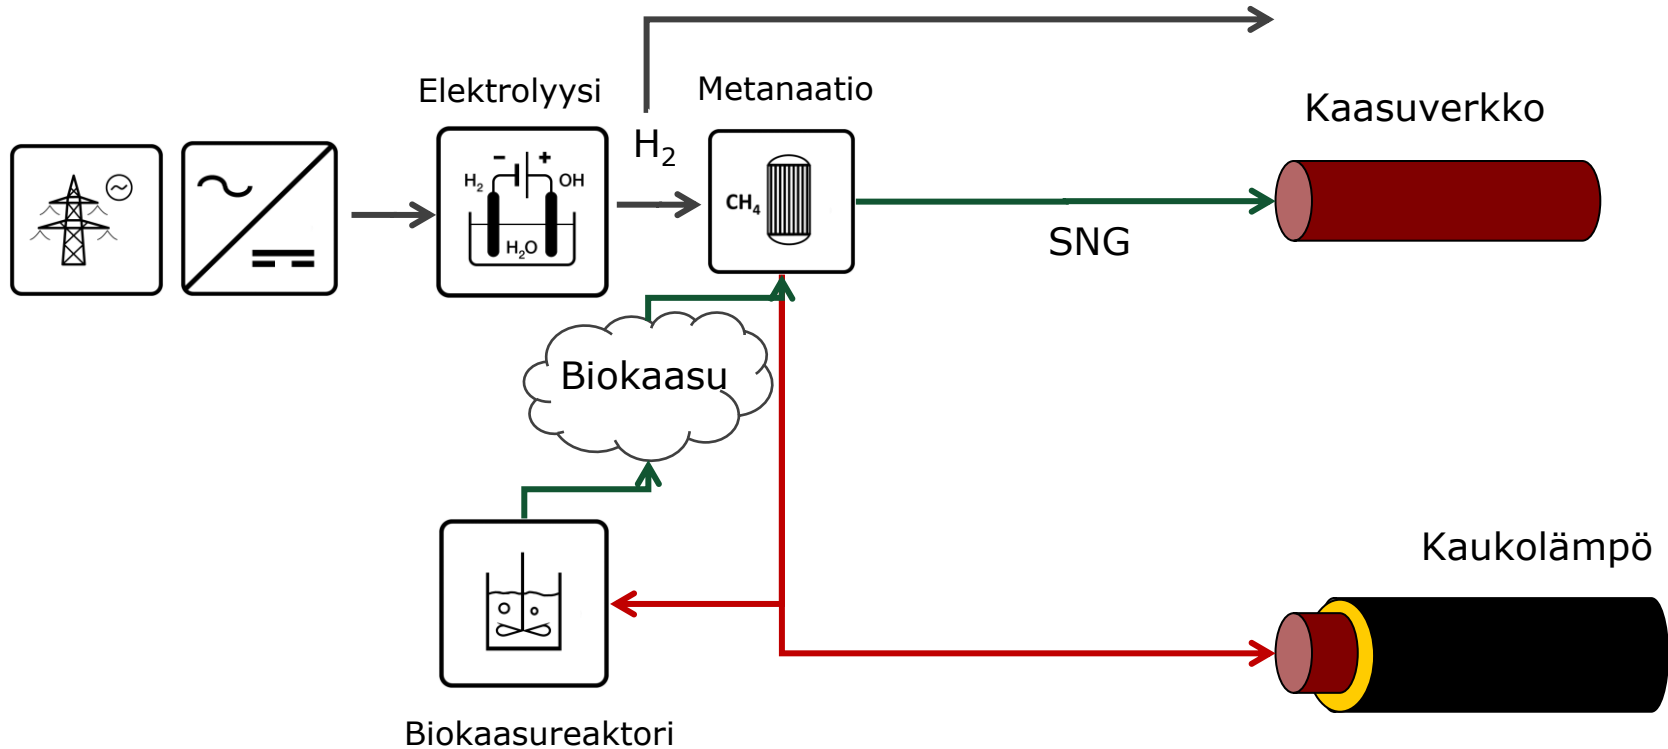 Elektrolyysi
Metanaatio
Kaasuverkko
H₂
- +
H₂ OH
H₂O
CH₄
SNG
Biokaasu
Kaukolämpö
Biokaasureaktori